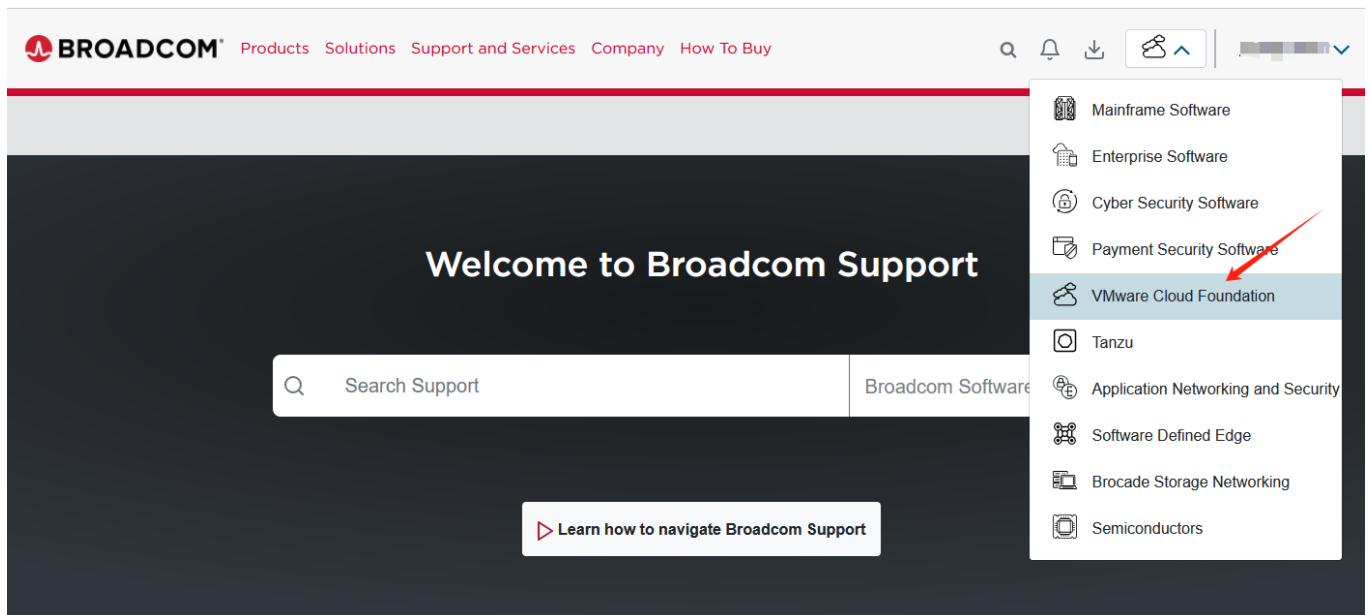 BROADCOM Products Solutions Support and Services Company How To Buy
Mainframe Software
Enterprise Software
Cyber Security Software
Payment Security Software
VMware Cloud Foundation
Tanzu
Application Networking and Security
Software Defined Edge
Brocade Storage Networking
Semiconductors
Welcome to Broadcom Support
Search Support
Broadcom Software
Learn how to navigate Broadcom Support